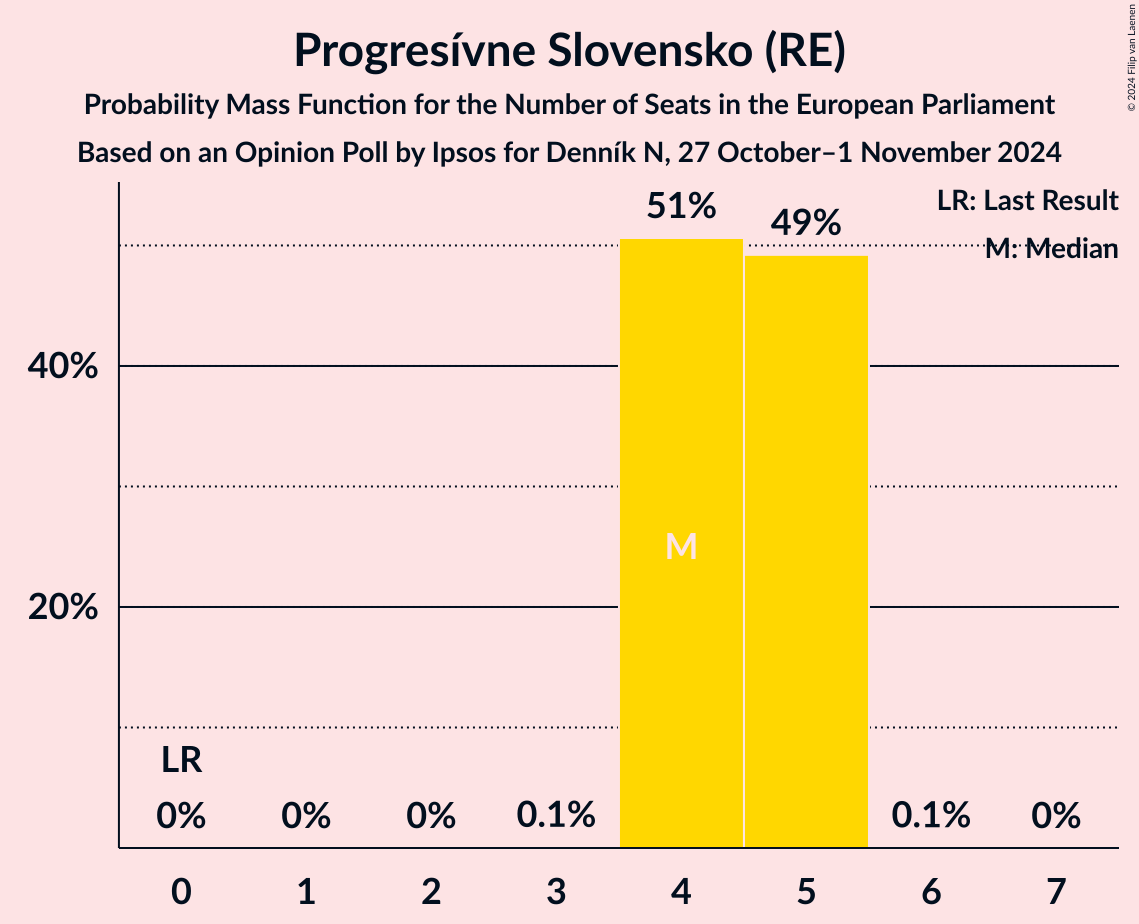 Progresívne Slovensko (RE)
Probability Mass Function for the Number of Seats in the European Parliament
Based on an Opinion Poll by Ipsos for Denník N, 27 October–1 November 2024
© 2024 Filip van Laenen
LR: Last Result
M: Median
51%
49%
40%
M
20%
LR
0%
0%
0%
0.1%
0.1%
0%
0
1
2
3
4
5
6
7